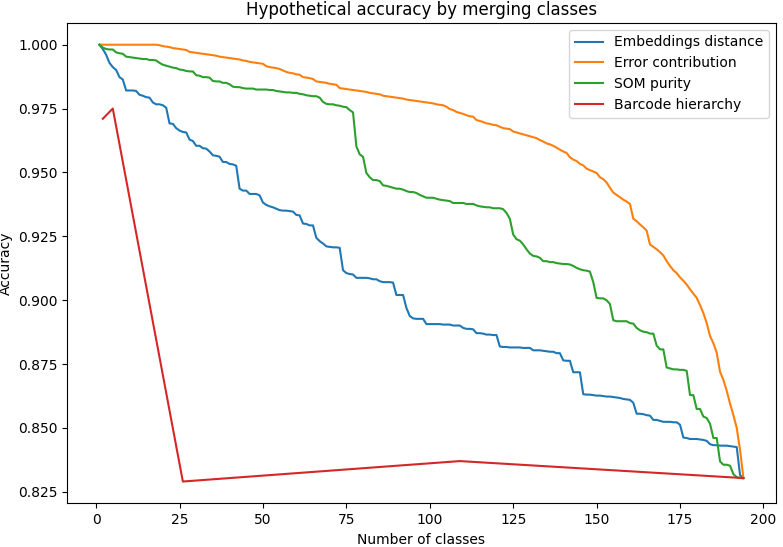 Hypothetical accuracy by merging classes
Embeddings distance
Error contribution
SOM purity
Barcode hierarchy
Accuracy
1.000
0.975
0.950
0.925
0.900
0.875
0.850
0.825
0 25 50 75 100 125 150 175 200
Number of classes